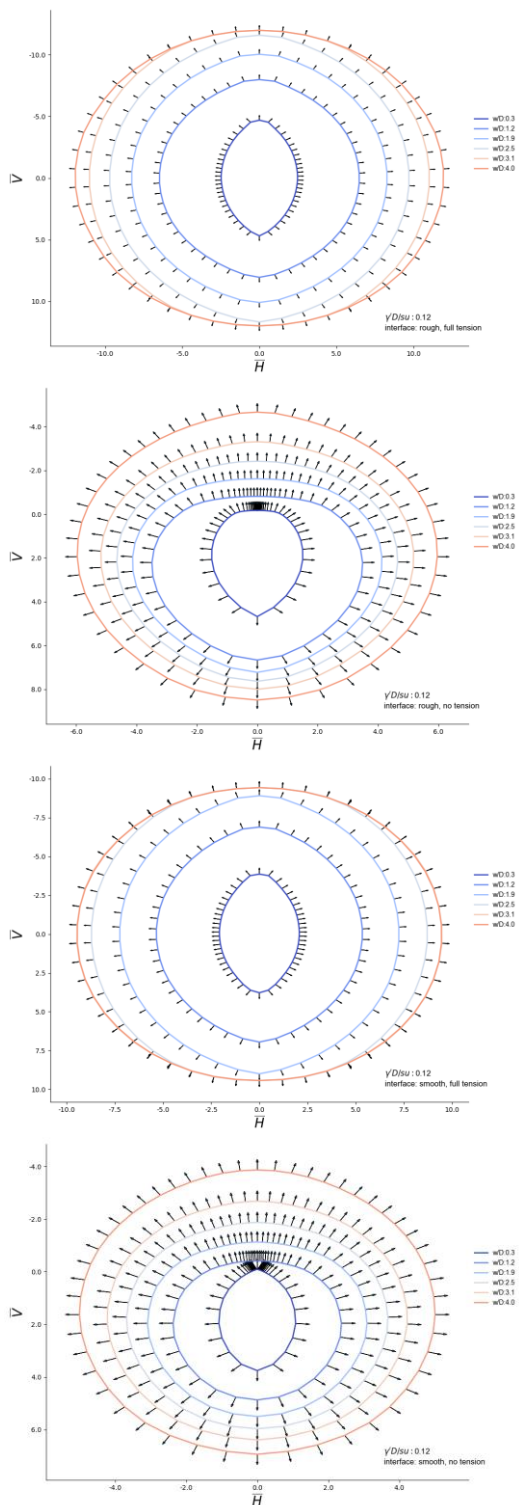 -10.0
-5.0
0.0
5.0
10.0
V
-10.0
-5.0
0.0
5.0
10.0
H
w/D:0.3
w/D:1.2
w/D:1.9
w/D:2.5
w/D:3.1
w/D:4.0
γ'D/su : 0.12
interface: rough, full tension
-4.0
-2.0
0.0
2.0
4.0
6.0
8.0
V
-6.0
-4.0
-2.0
0.0
2.0
4.0
6.0
H
w/D:0.3
w/D:1.2
w/D:1.9
w/D:2.5
w/D:3.1
w/D:4.0
γ'D/su : 0.12
interface: rough, no tension
-10.0
-7.5
-5.0
-2.5
0.0
2.5
5.0
7.5
10.0
V
-10.0
-7.5
-5.0
-2.5
0.0
2.5
5.0
7.5
10.0
H
w/D:0.3
w/D:1.2
w/D:1.9
w/D:2.5
w/D:3.1
w/D:4.0
γ'D/su : 0.12
interface: smooth, full tension
-4.0
-2.0
0.0
2.0
4.0
6.0
V
-4.0
-2.0
0.0
2.0
4.0
H
w/D:0.3
w/D:1.2
w/D:1.9
w/D:2.5
w/D:3.1
w/D:4.0
γ'D/su : 0.12
interface: smooth, no tension